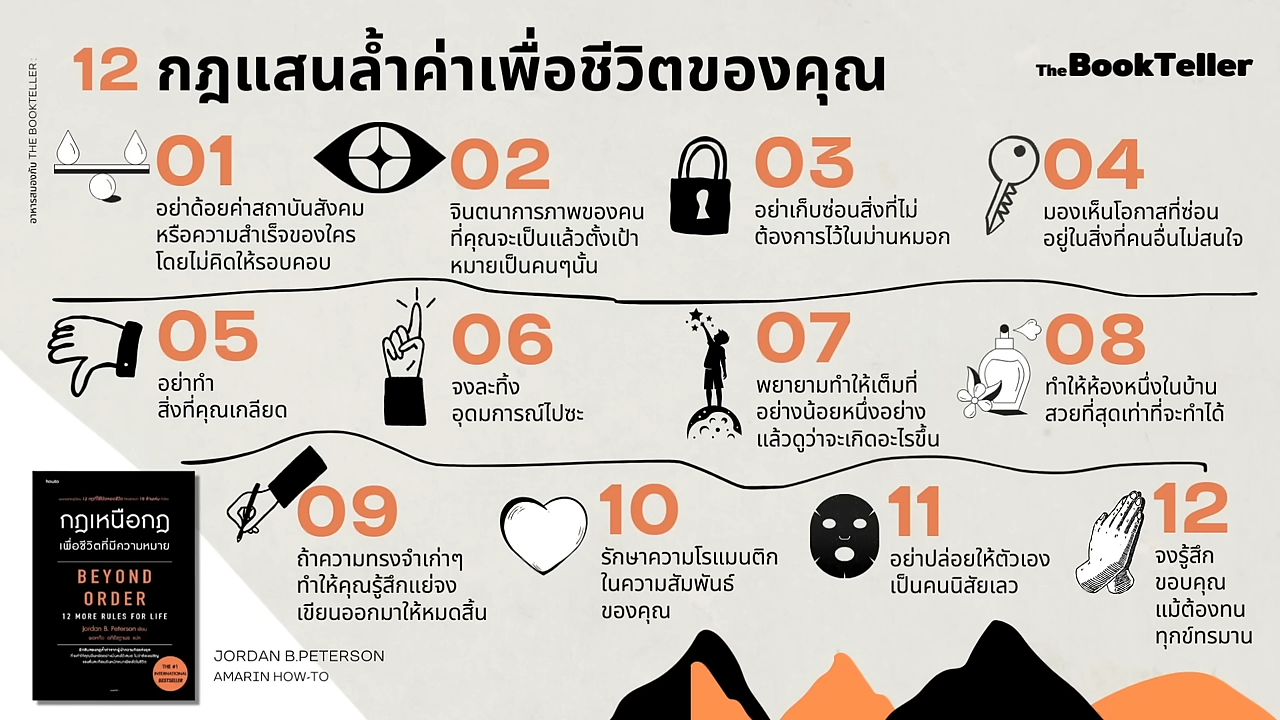 12 กฎแสนล้ำค่าเพื่อชีวิตของคุณ
TheBookTeller
อาหารสมองกับ THE BOOKTELLER :
01
อย่าด้อยค่าสถาบันสังคม
หรือความสำเร็จของใคร
โดยไม่คิดให้รอบคอบ
02
จินตนาการภาพของคน
ที่คุณจะเป็นแล้วตั้งเป้า
หมายเป็นคนๆนั้น
03
อย่าเก็บซ่อนสิ่งที่ไม่
ต้องการไว้ในม่านหมอก
04
มองเห็นโอกาสที่ซ่อน
อยู่ในสิ่งที่คนอื่นไม่สนใจ
05
อย่าทำ
สิ่งที่คุณเกลียด
06
จงละทิ้ง
อุดมการณ์ไปซะ
07
พยายามทำให้เต็มที่
อย่างน้อยหนึ่งอย่าง
แล้วดูว่าจะเกิดอะไรขึ้น
08
ทำให้ห้องหนึ่งในบ้าน
สวยที่สุดเท่าที่จะทำได้
09
ถ้าความทรงจำเก่าๆ
ทำให้คุณรู้สึกแย่จง
เขียนออกมาให้หมดสิ้น
10
รักษาความโรแมนติก
ในความสัมพันธ์
ของคุณ
11
อย่าปล่อยให้ตัวเอง
เป็นคนนิสัยเลว
12
จงรู้สึก
ขอบคุณ
แม้ต้องทน
ทุกข์ทรมาน
howto
กฎเหนือกฎ
เพื่อชีวิตที่มีความหมาย
BEYOND
ORDER
12 MORE RULES FOR LIFE
Jordan B. Peterson เขียน
THE #1
INTERNATIONAL
BESTSELLER
JORDAN B.PETERSON
AMARIN HOW-TO